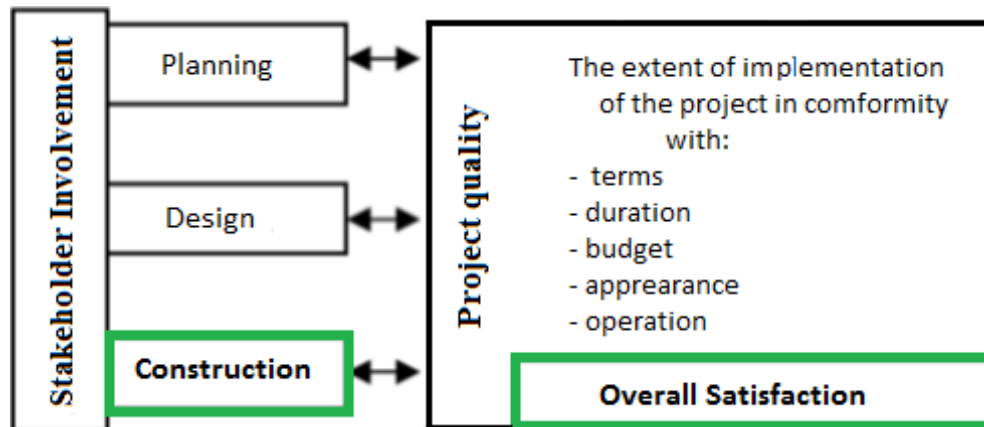 Stakeholder Involvement
Planning
Design
Construction
Project quality
The extent of implementation
of the project in comformity
with:
- terms
- duration
- budget
- apprearance
- operation
Overall Satisfaction